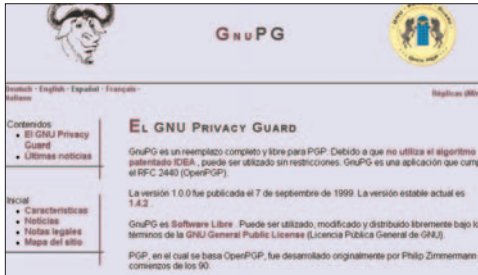 GNUPG
Deutsch - English - Español - Français -
Italiano
Réplicas
Contenidos
El GNU Privacy
Guard
Últimas noticias
Inicial
Características
Noticias
Notas legales
Mapa del sitio
EL GNU PRIVACY GUARD
GnuPG es un reemplazo completo y libre para PGP. Debido a que no utiliza el algoritmo
patentado IDEA , puede ser utilizado sin restricciones. GnuPG es una aplicación que cump
el RFC 2440 (OpenPGP).
La versión 1.0.0 fue publicada el 7 de septiembre de 1999. La versión estable actual es
1.4.2 .
GnuPG es Software Libre . Puede ser utilizado, modificado y distribuido libremente bajo lo
términos de la GNU General Public License (Licencia Pública General de GNU).
PGP, en el cual se basa OpenPGP, fue desarrollado originalmente por Philip Zimmermann
comienzos de los 90.